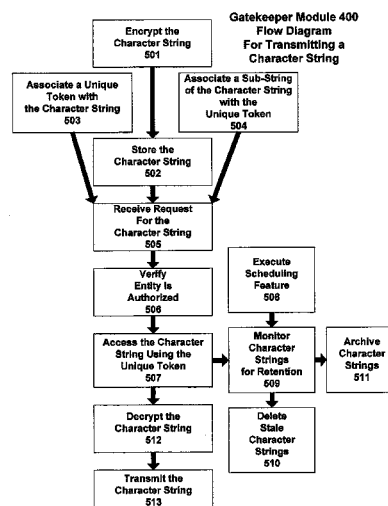 Gatekeeper Module 400
Flow Diagram
For Transmitting a
Character String
Encrypt the
Character String
501
Associate a Unique
Token with
the Character String
503
Associate a Sub-String
of the Character String
with the
Unique Token
504
Store the
Character String
502
Receive Request
For the
Character String
505
Verify
Entity is
Authorized
506
Execute
Scheduling
Feature
508
Access the Character
String Using the
Unique Token
507
Monitor
Character
Strings
for Retention
509
Archive
Character
Strings
511
Decrypt the
Character String
512
Delete
Stale
Character
Strings
510
Transmit the
Character String
513